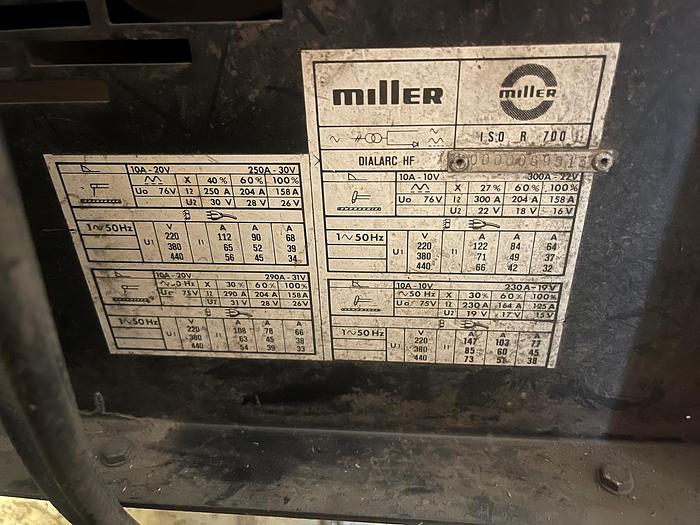 miller
miller
ISO R 700
DIALARC HF
10A-20V 250A-30V
X 40% 60% 100%
Uo 76V I2 250 A 204 A 158 A
U2 30 V 28 V 26 V
1∿50Hz U1 V I1 A A A
220 112 90 68
380 65 52 39
440 56 45 34
10A-20V 290A-31V
∿50 Hz X 30% 60% 100%
Uo 75V I2 290 A 204 A 158 A
U2 31 V 28 V 26 V
1∿50Hz U1 V I1 A A A
220 108 78 66
380 63 45 38
440 54 39 33
10A-10V 300A-22V
X 27% 60% 100%
Uo 76V I2 300 A 204 A 158 A
U2 22 V 18 V 16 V
1∿50Hz U1 V I1 A A A
220 122 84 64
380 71 49 37
440 66 42 32
10A-10V 230A-19V
∿50 Hz X 30% 60% 100%
Uo 75V I2 230 A 164 A 125 A
U2 19 V 17 V 15 V
1∿50Hz U1 V I1 A A A
220 147 103 77
380 85 60 45
440 73 51 38